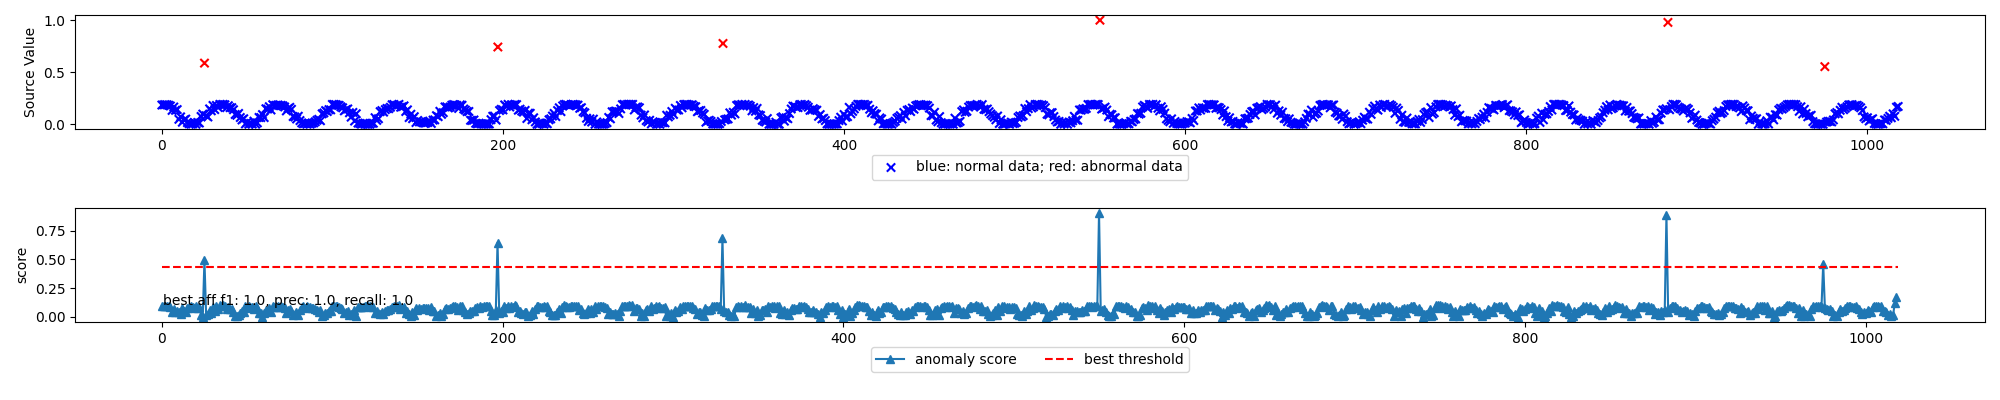 Source Value
1.0
0.5
0.0
0 200 400 600 800 1000
blue: normal data; red: abnormal data
score
0.75
0.50
0.25
0.00
best aff f1: 1.0, prec: 1.0, recall: 1.0
0 200 400 600 800 1000
anomaly score best threshold